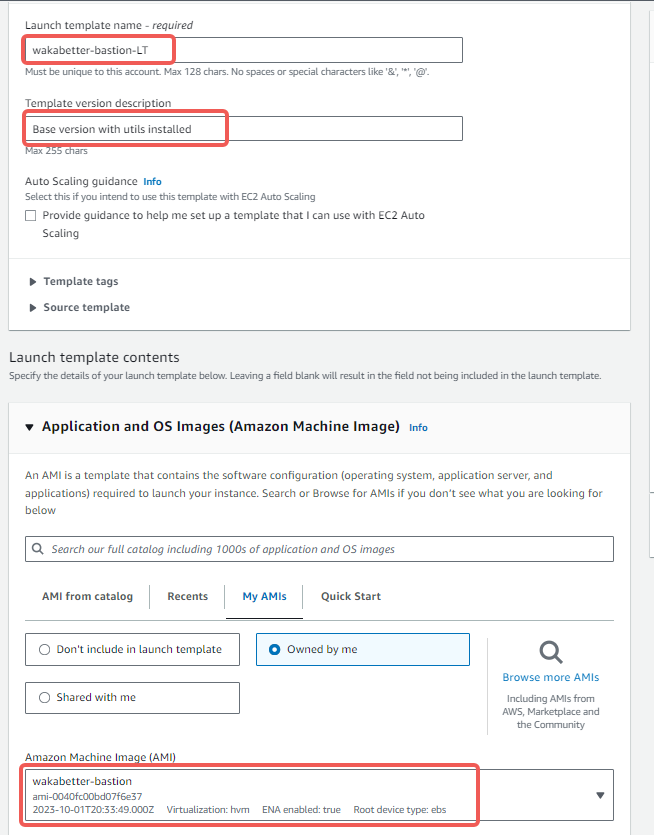 Launch template name - required
wakabetter-bastion-LT
Must be unique to this account. Max 128 chars. No spaces or special characters like '&', '*', '@'.
Template version description
Base version with utils installed
Max 255 chars
Auto Scaling guidance Info
Select this if you intend to use this template with EC2 Auto Scaling
Provide guidance to help me set up a template that I can use with EC2 Auto
Scaling
Template tags
Source template
Launch template contents
Specify the details of your launch template below. Leaving a field blank will result in the field not being included in the launch template.
Application and OS Images (Amazon Machine Image) Info
An AMI is a template that contains the software configuration (operating system, application server, and
applications) required to launch your instance. Search or Browse for AMIs if you don't see what you are looking for
below
Search our full catalog including 1000s of application and OS images
AMI from catalog Recents My AMIs Quick Start
Don't include in launch template Owned by me
Shared with me
Browse more AMIs
Including AMIs from
AWS, Marketplace and
the Community
Amazon Machine Image (AMI)
wakabetter-bastion
ami-0040fc00bd07f6e37
2023-10-01T20:33:49.000Z Virtualization: hvm ENA enabled: true Root device type: ebs